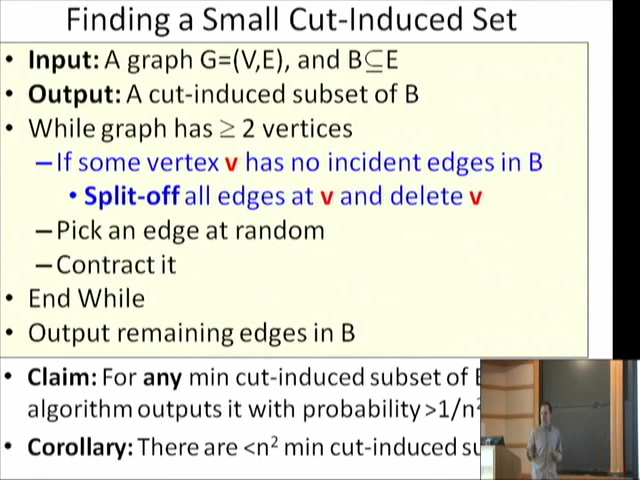 Finding a Small Cut-Induced Set
• Input: A graph G=(V,E), and B⊆E
• Output: A cut-induced subset of B
• While graph has ≥ 2 vertices
–If some vertex v has no incident edges in B
• Split-off all edges at v and delete v
–Pick an edge at random
–Contract it
• End While
• Output remaining edges in B
• Claim: For any min cut-induced subset of
algorithm outputs it with probability >1/n²
• Corollary: There are <n² min cut-induced